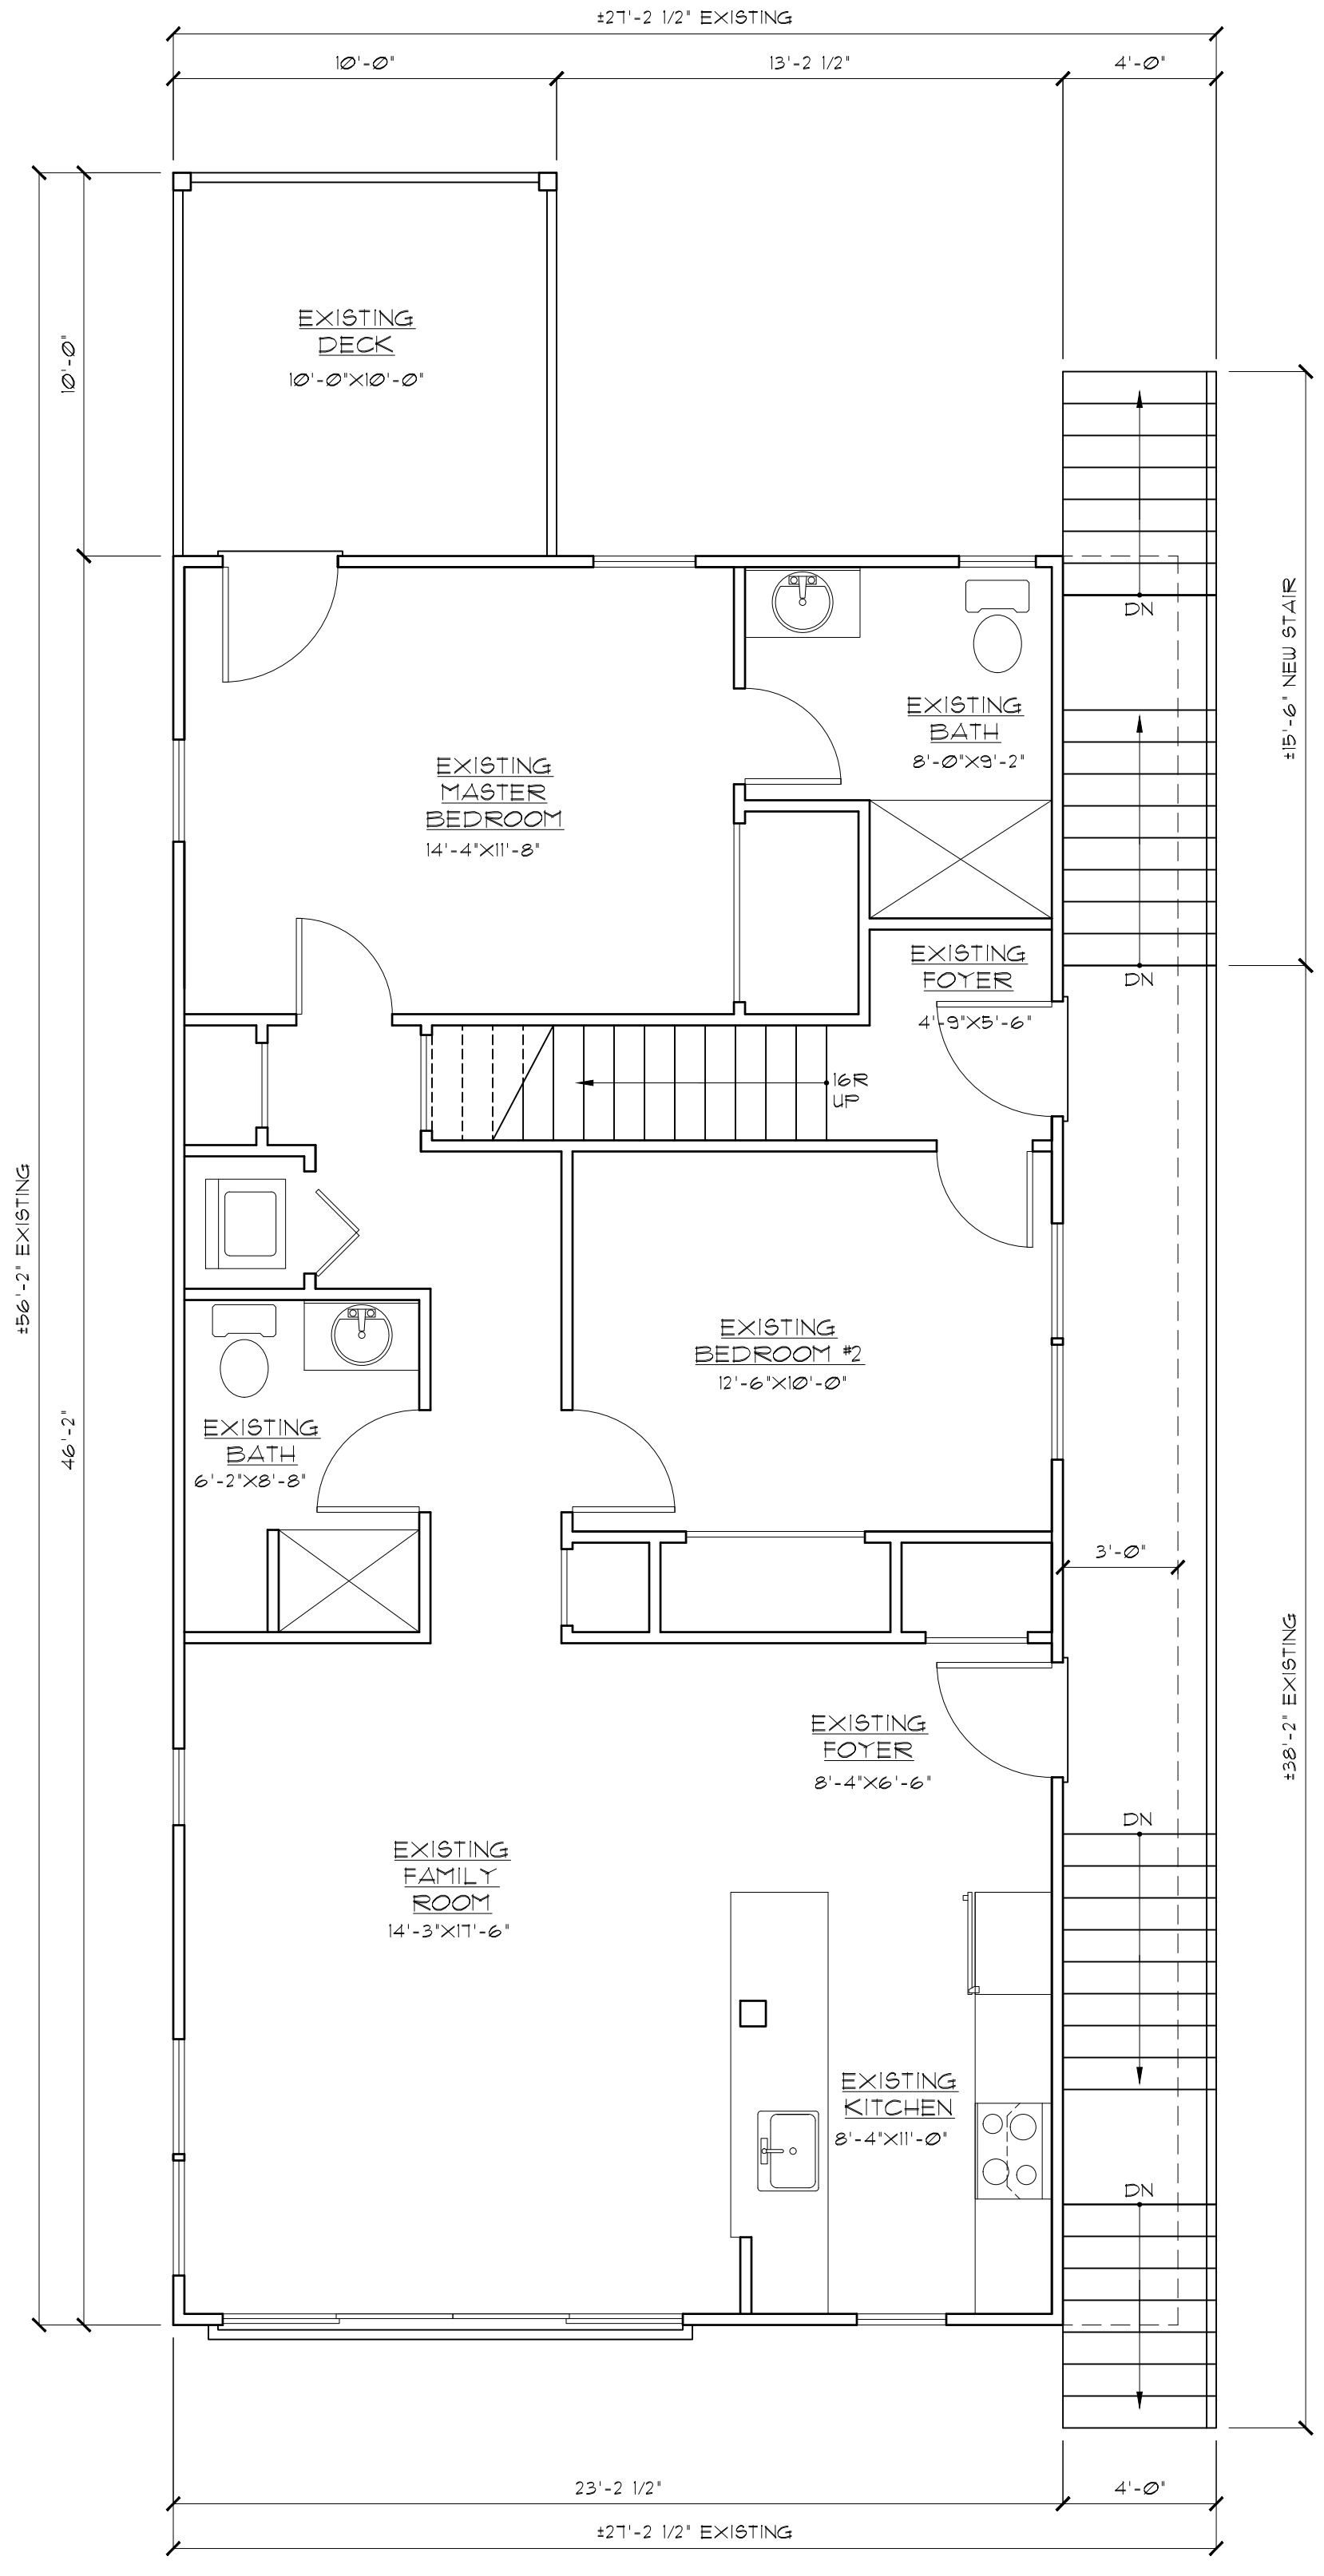 ±27'-2 1/2" EXISTING
10'-0"
13'-2 1/2"
4'-0"
EXISTING
DECK
10'-0"X10'-0"
10'-0"
DN
±15'-6" NEW STAIR
EXISTING
BATH
8'-0"X9'-2"
EXISTING
MASTER
BEDROOM
14'-4"X11'-8"
EXISTING
FOYER
4'-9"X5'-6"
DN
16R
UP
±56'-2" EXISTING
46'-2"
EXISTING
BEDROOM #2
12'-6"X10'-0"
EXISTING
BATH
6'-2"X8'-8"
3'-0"
±38'-2" EXISTING
EXISTING
FOYER
8'-4"X6'-6"
DN
EXISTING
FAMILY
ROOM
14'-3"X17'-6"
EXISTING
KITCHEN
8'-4"X11'-0"
DN
23'-2 1/2"
4'-0"
±27'-2 1/2" EXISTING